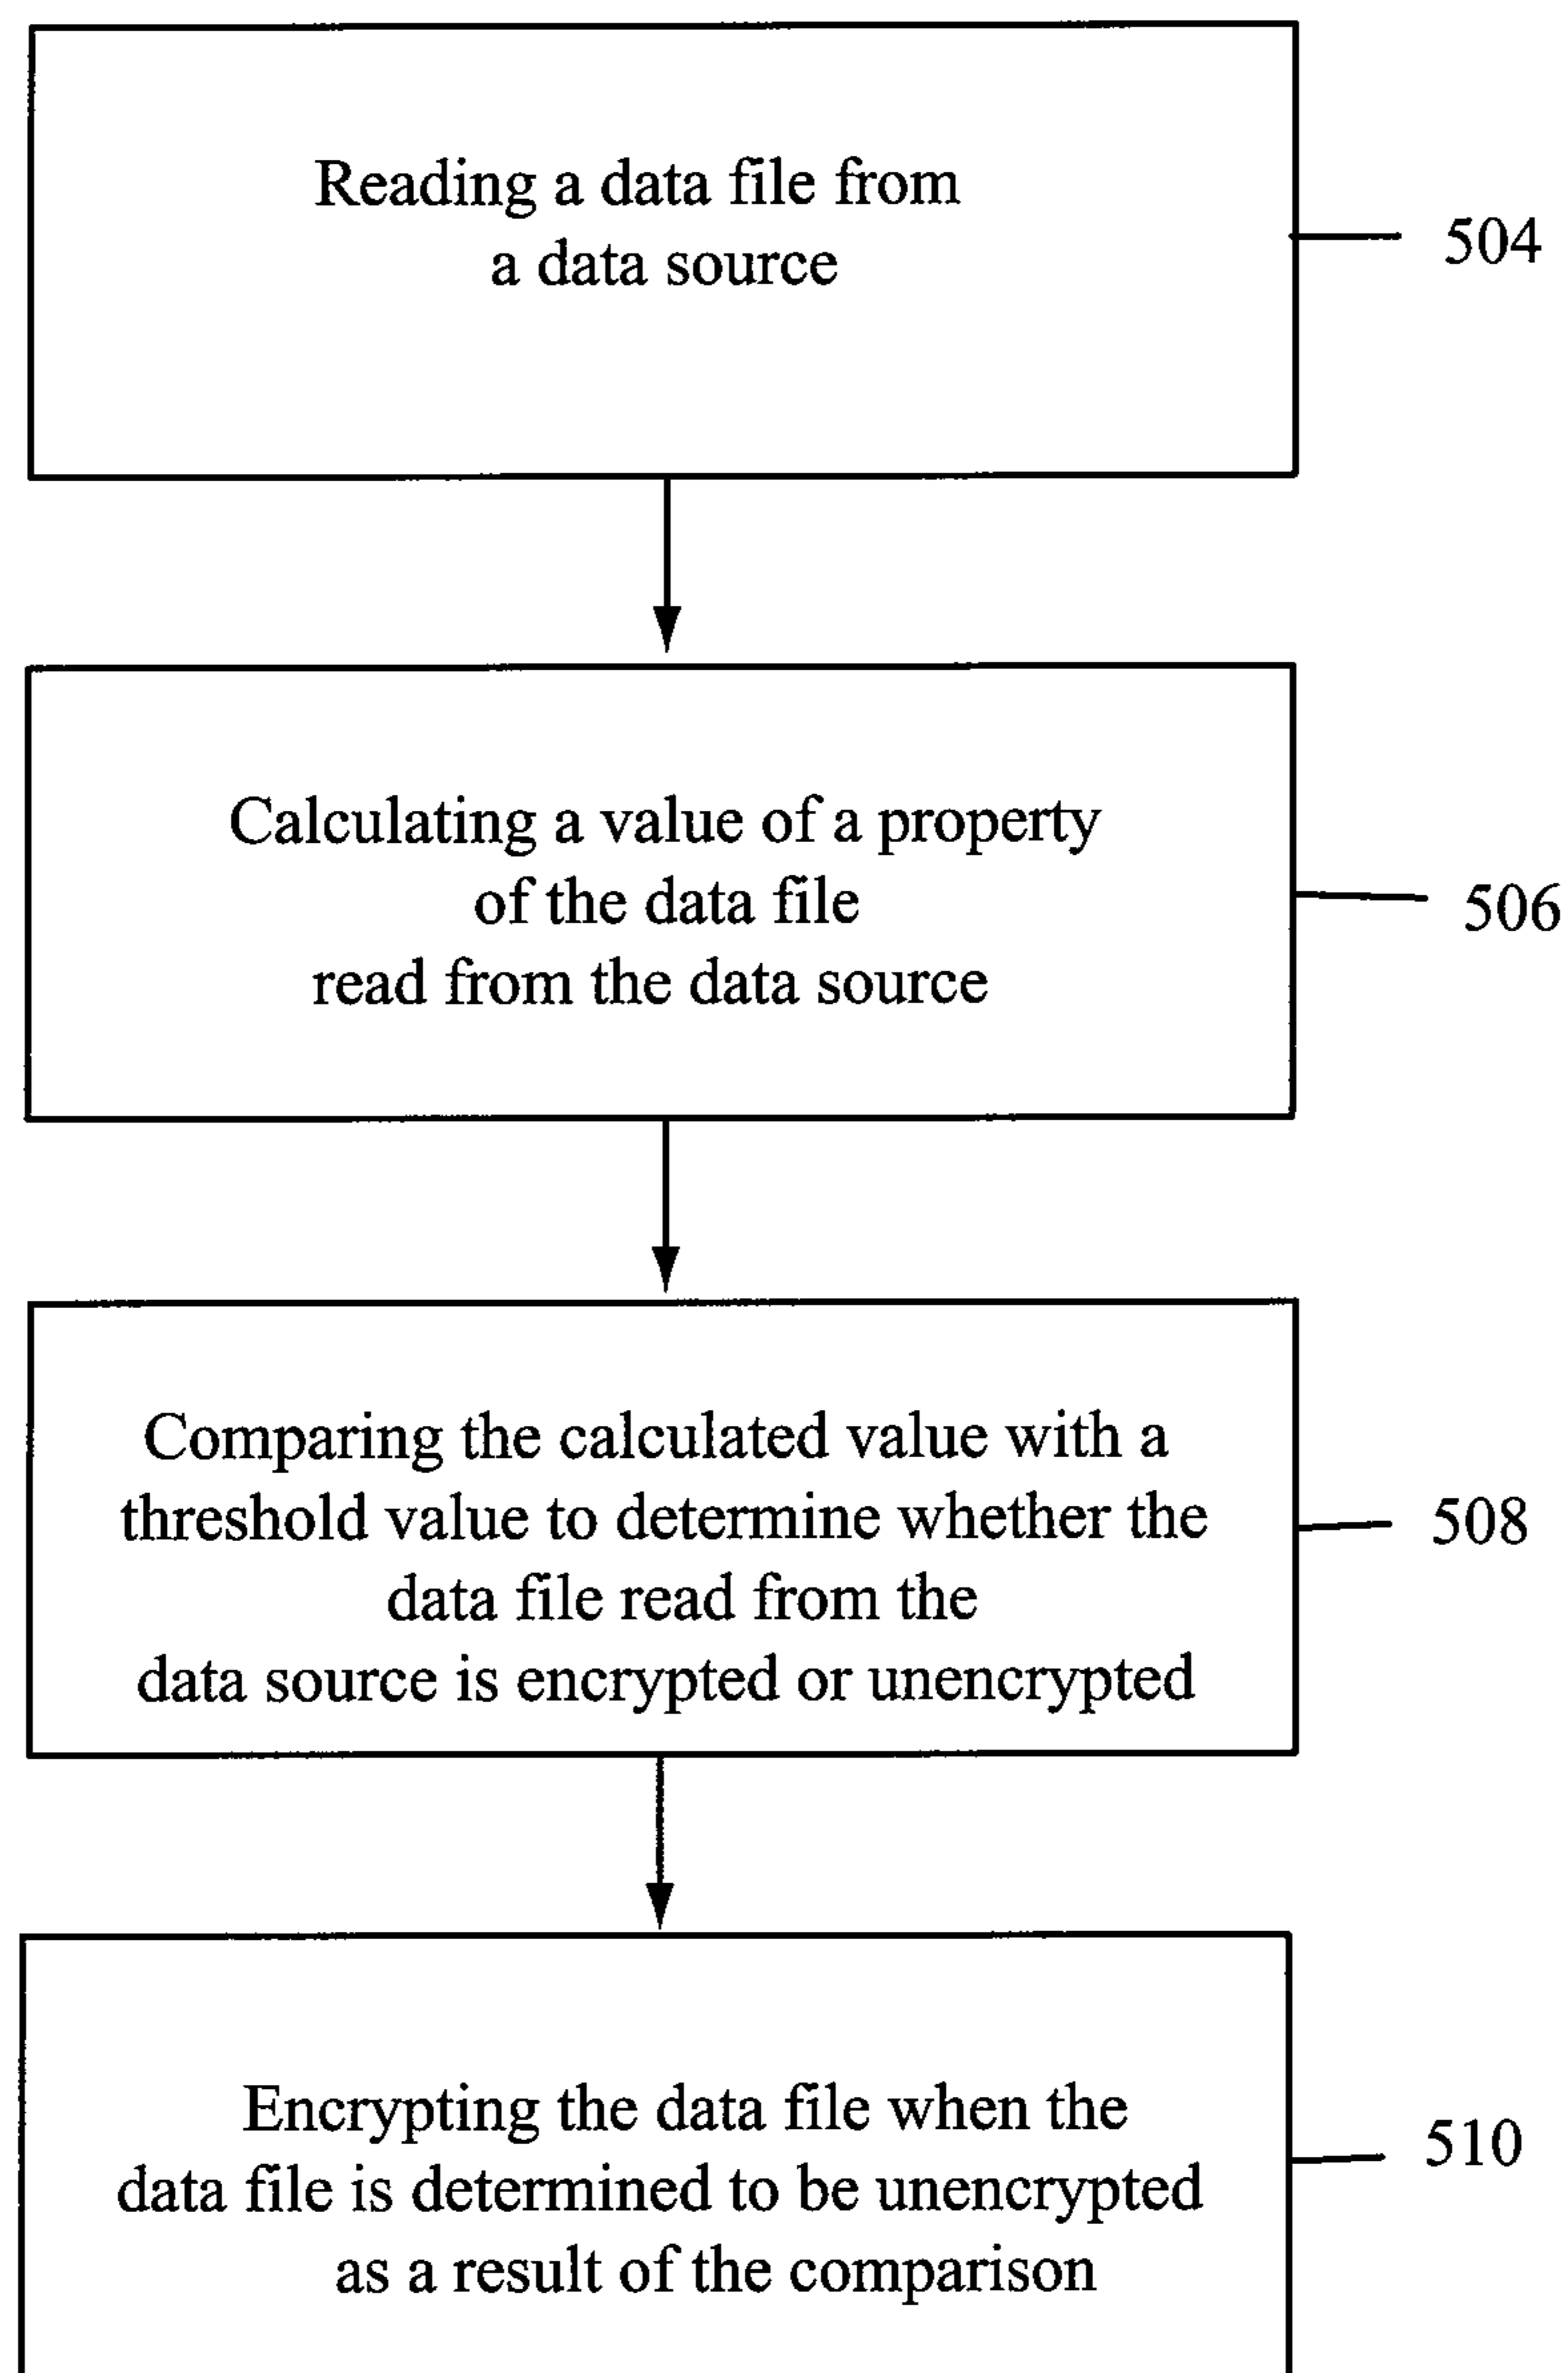 Reading a data file from
a data source
504
Calculating a value of a property
of the data file
read from the data source
506
Comparing the calculated value with a
threshold value to determine whether the
data file read from the
data source is encrypted or unencrypted
508
Encrypting the data file when the
data file is determined to be unencrypted
as a result of the comparison
510